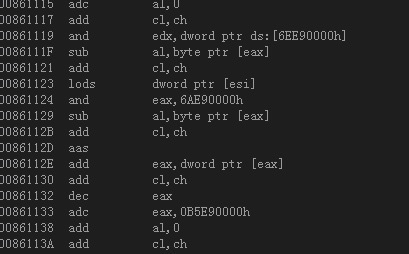 00861115  adc         al,0
00861117  add         cl,ch
00861119  and         edx,dword ptr ds:[6EE90000h]
0086111F  sub         al,byte ptr [eax]
00861121  add         cl,ch
00861123  lods        dword ptr [esi]
00861124  and         eax,6AE90000h
00861129  sub         al,byte ptr [eax]
0086112B  add         cl,ch
0086112D  aas
0086112E  add         eax,dword ptr [eax]
00861130  add         cl,ch
00861132  dec         eax
00861133  adc         eax,0B5E90000h
00861138  add         al,0
0086113A  add         cl,ch